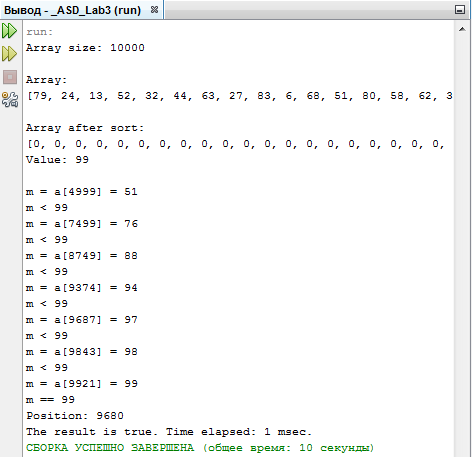 Вывод - _ASD_Lab3 (run)
run:
Array size: 10000
Array:
[79, 24, 13, 52, 32, 44, 63, 27, 83, 6, 68, 51, 80, 58, 62, 3
Array after sort:
[0, 0, 0, 0, 0, 0, 0, 0, 0, 0, 0, 0, 0, 0, 0, 0, 0, 0, 0, 0,
Value: 99
m = a[4999] = 51
m < 99
m = a[7499] = 76
m < 99
m = a[8749] = 88
m < 99
m = a[9374] = 94
m < 99
m = a[9687] = 97
m < 99
m = a[9843] = 98
m < 99
m = a[9921] = 99
m == 99
Position: 9680
The result is true. Time elapsed: 1 msec.
СБОРКА УСПЕШНО ЗАВЕРШЕНА (общее время: 10 секунды)